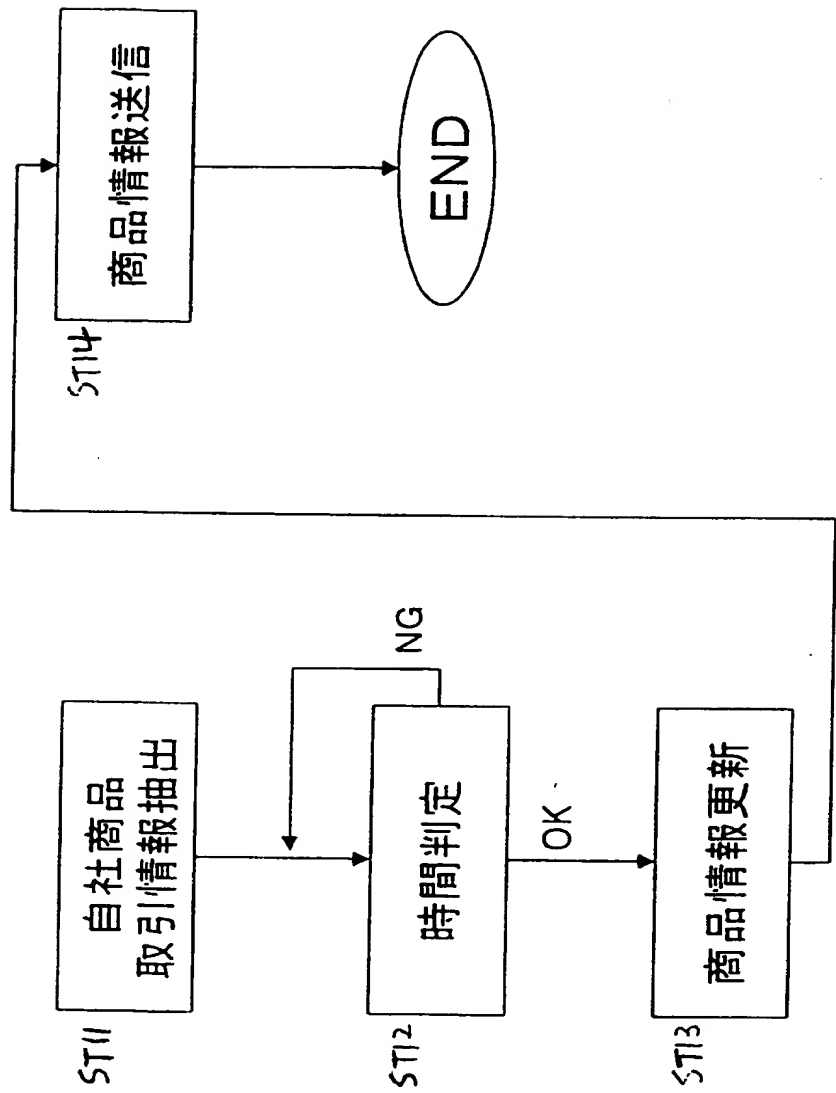 ST11
自社商品
取引情報抽出
ST12
時間判定
NG
OK
ST13
商品情報更新
ST14
商品情報送信
END